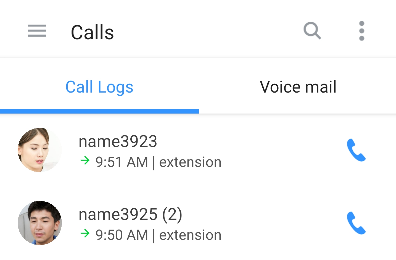 Calls
Call Logs
Voice mail
name3923
9:51 AM | extension
name3925 (2)
9:50 AM | extension